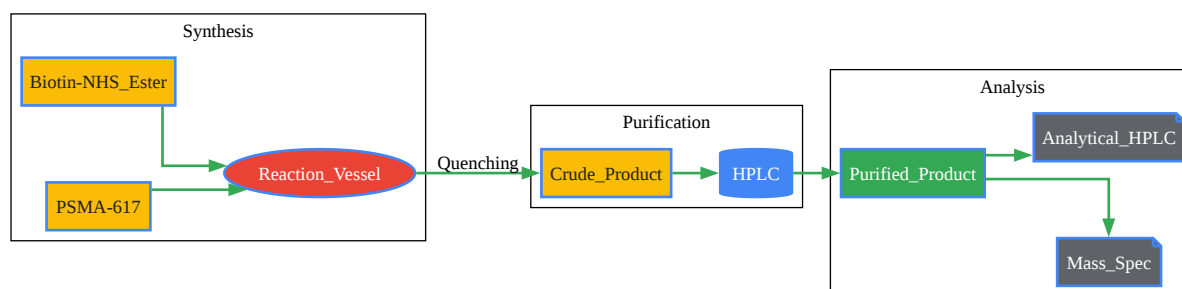 Synthesis
Biotin-NHS_Ester
PSMA-617
Reaction_Vessel
Quenching
Purification
Crude_Product
HPLC
Analysis
Purified_Product
Analytical_HPLC
Mass_Spec